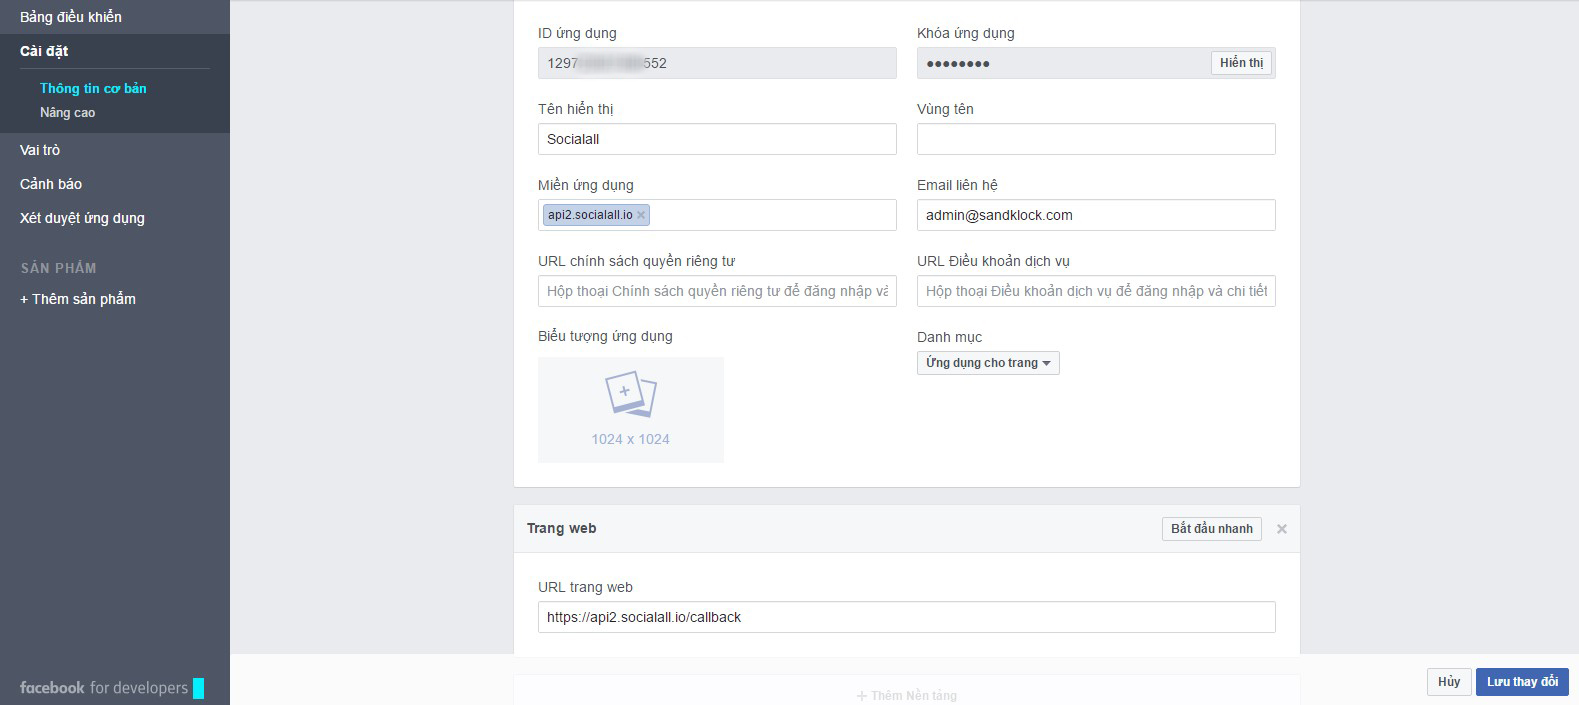 Bảng điều khiển
Cài đặt
Thông tin cơ bản
Nâng cao
Vai trò
Cảnh báo
Xét duyệt ứng dụng
SẢN PHẨM
+ Thêm sản phẩm
facebook for developers
ID ứng dụng
Khóa ứng dụng
1297
552
●●●●●●●●
Hiển thị
Tên hiển thị
Vùng tên
Socialall
Miền ứng dụng
Email liên hệ
api2.socialall.io ×
admin@sandklock.com
URL chính sách quyền riêng tư
URL Điều khoản dịch vụ
Hộp thoại Chính sách quyền riêng tư để đăng nhập và
Hộp thoại Điều khoản dịch vụ để đăng nhập và chi tiết
Biểu tượng ứng dụng
Danh mục
Ứng dụng cho trang
1024 x 1024
Trang web
Bắt đầu nhanh
×
URL trang web
https://api2.socialall.io/callback
+ Thêm Nền tảng
Hủy
Lưu thay đổi